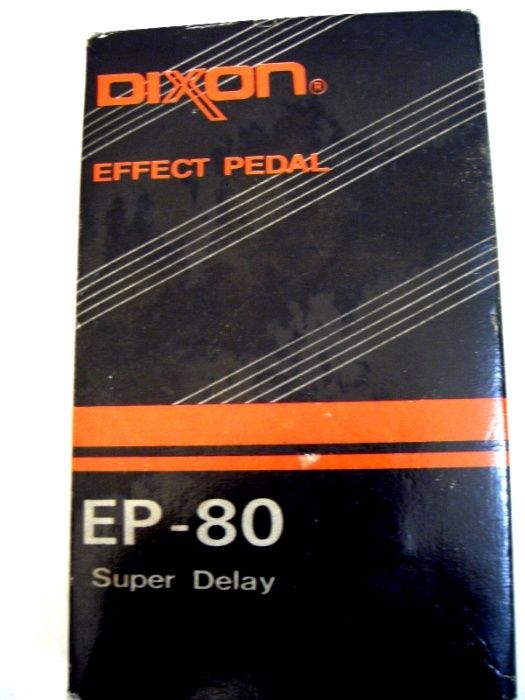 DIXON®
EFFECT PEDAL
EP-80
Super Delay